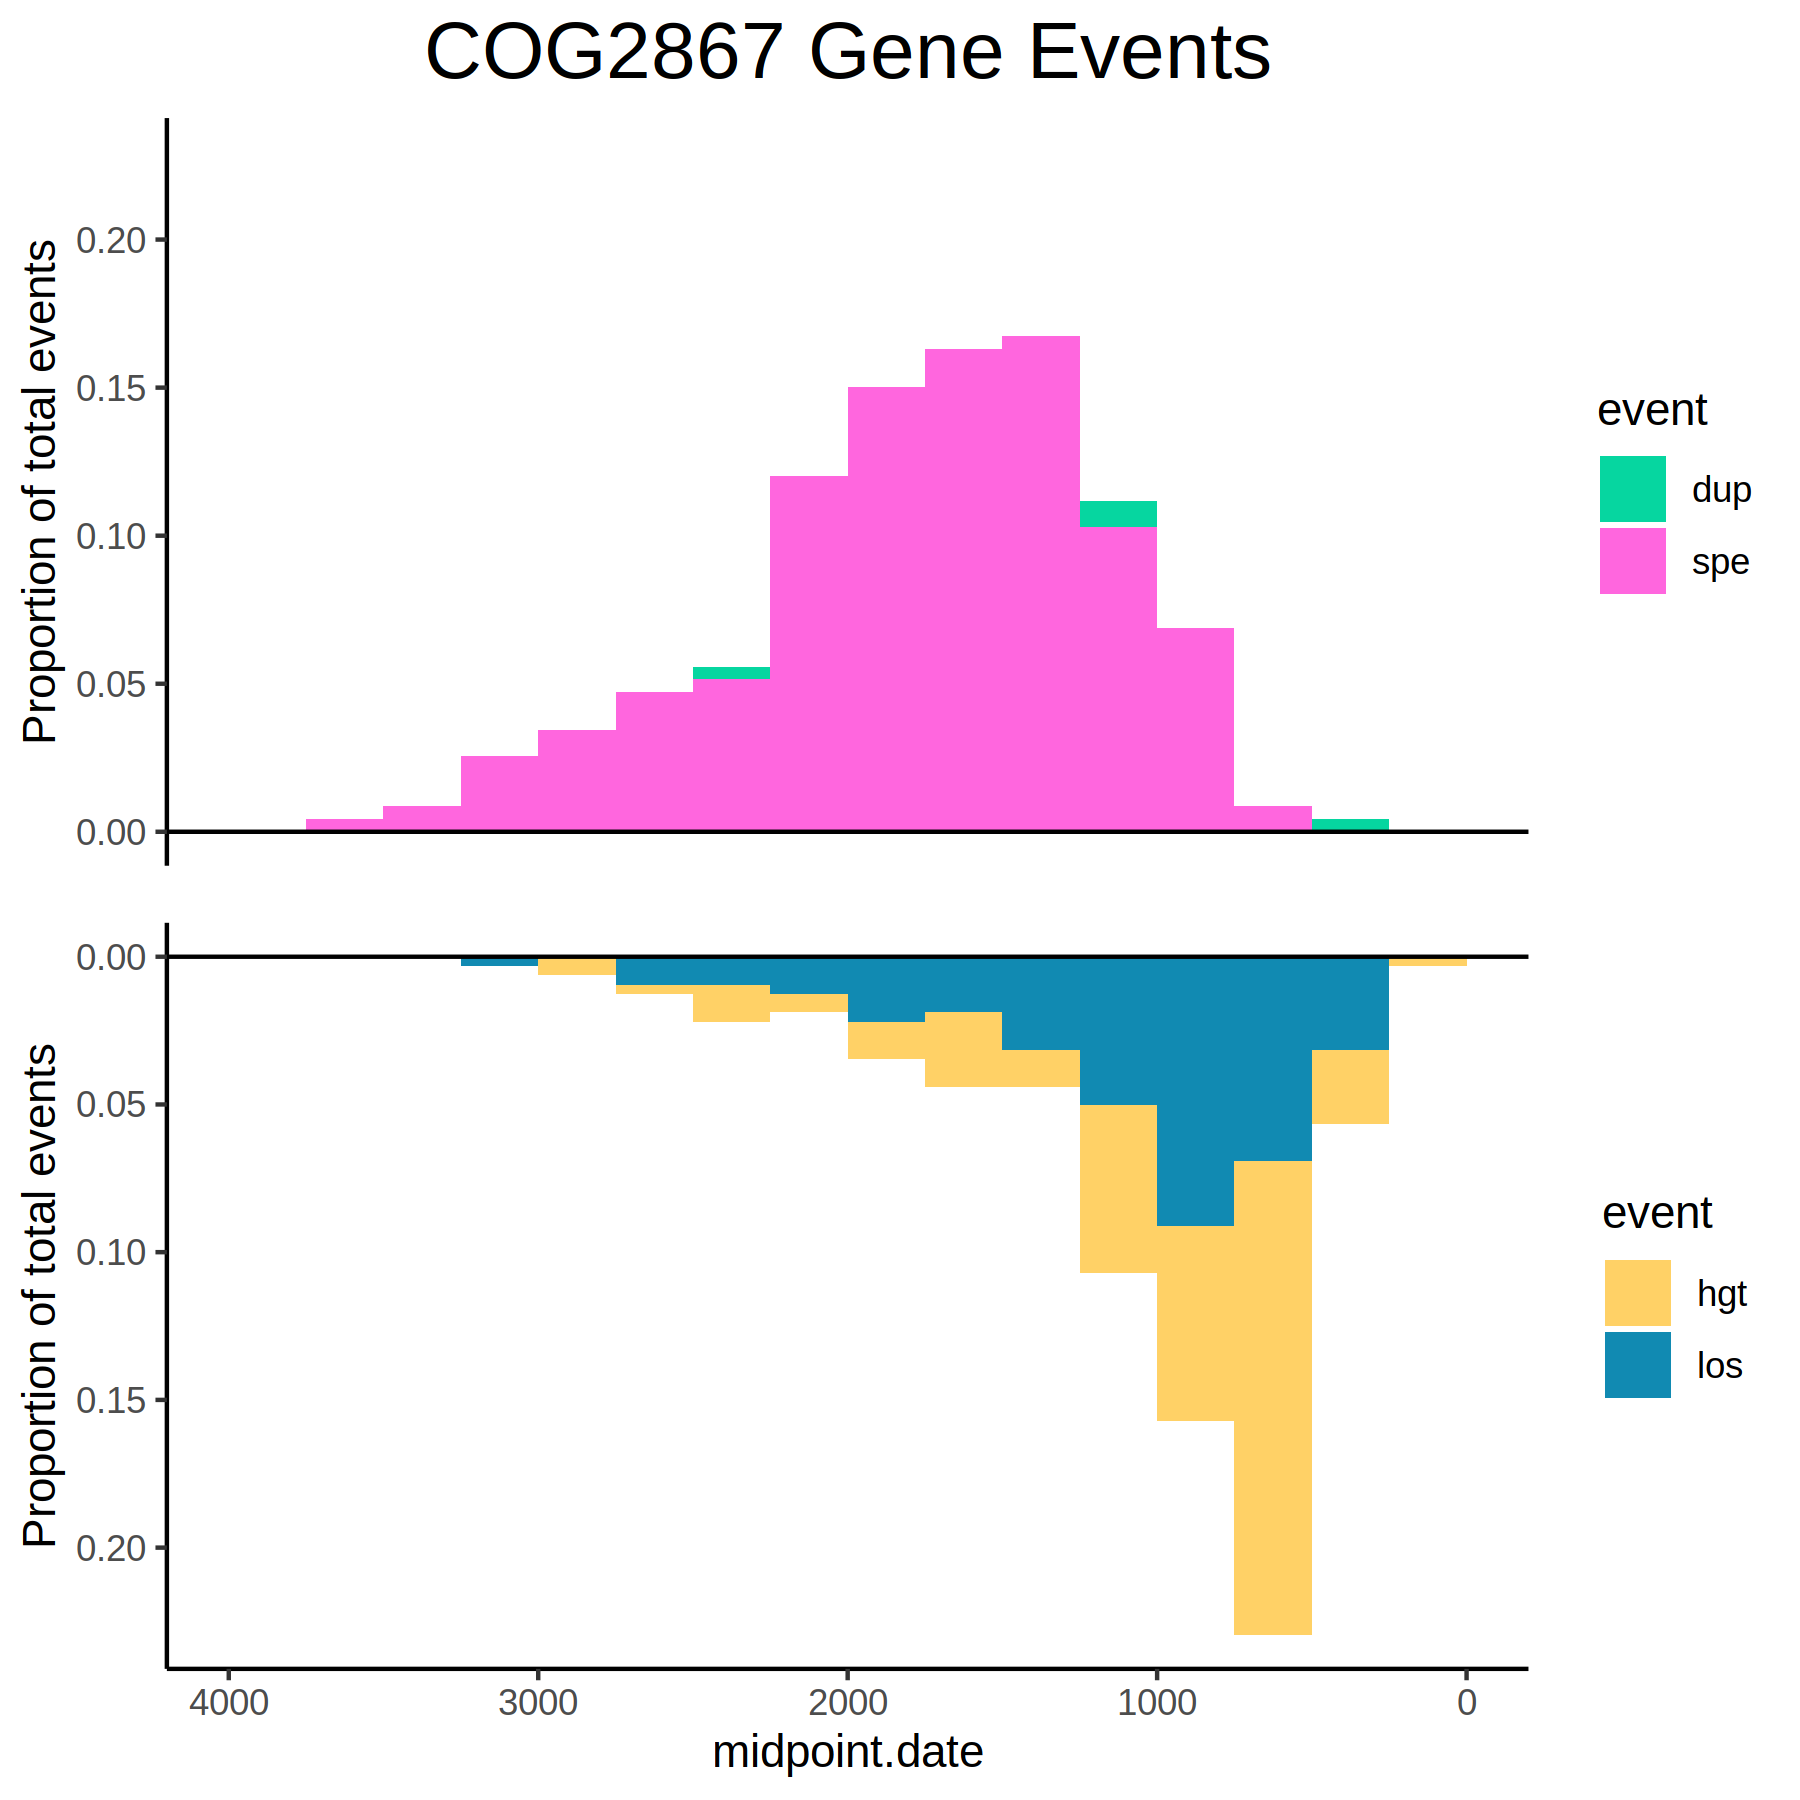 COG2867 Gene Events
Proportion of total events
0.20
0.15
0.10
0.05
0.00
event
dup
spe
Proportion of total events
0.00
0.05
0.10
0.15
0.20
event
hgt
los
4000 3000 2000 1000 0
midpoint.date